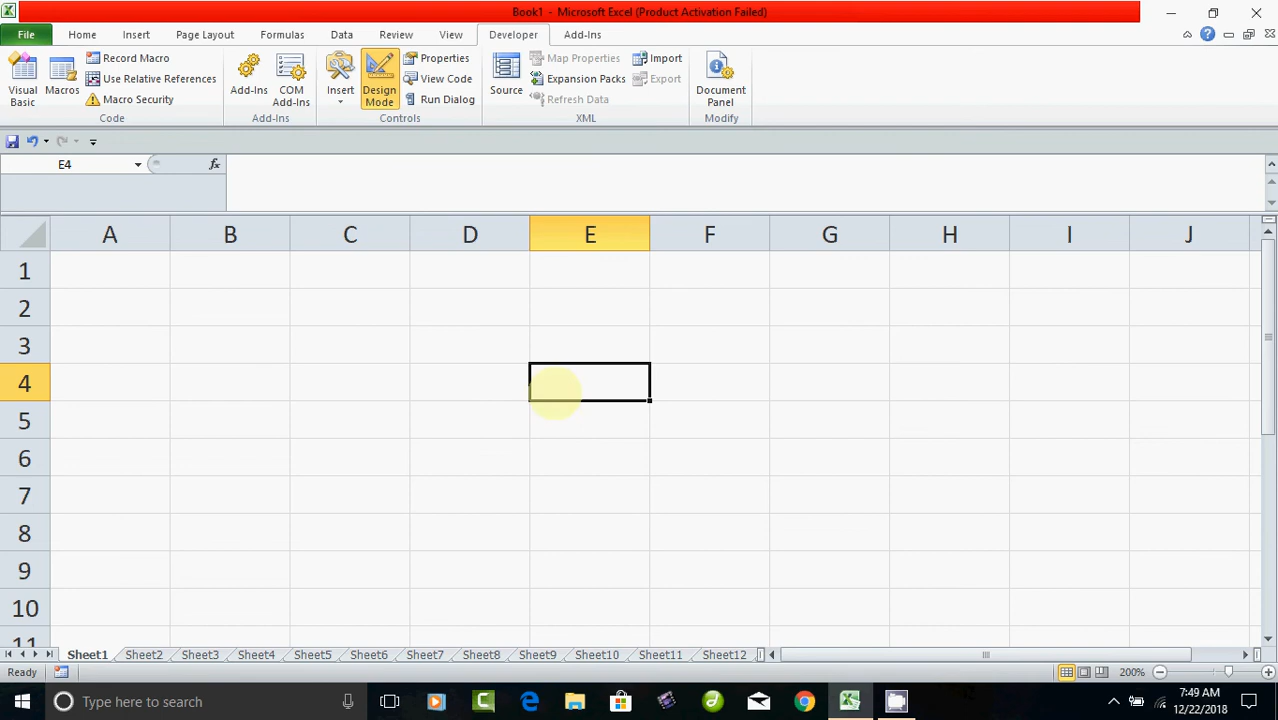 Book1 - Microsoft Excel (Product Activation Failed)
File Home Insert Page Layout Formulas Data Review View Developer Add-Ins
Visual Basic
Macros
Record Macro
Use Relative References
Macro Security
Code
Add-Ins
COM Add-Ins
Add-Ins
Insert
Design Mode
Properties
View Code
Run Dialog
Controls
Source
Map Properties
Expansion Packs
Refresh Data
Import
Export
XML
Document Panel
Modify
E4 fx
A B C D E F G H I J
1
2
3
4
5
6
7
8
9
10
11
Sheet1 Sheet2 Sheet3 Sheet4 Sheet5 Sheet6 Sheet7 Sheet8 Sheet9 Sheet10 Sheet11 Sheet12
Ready 200%
Type here to search
7:49 AM
12/22/2018